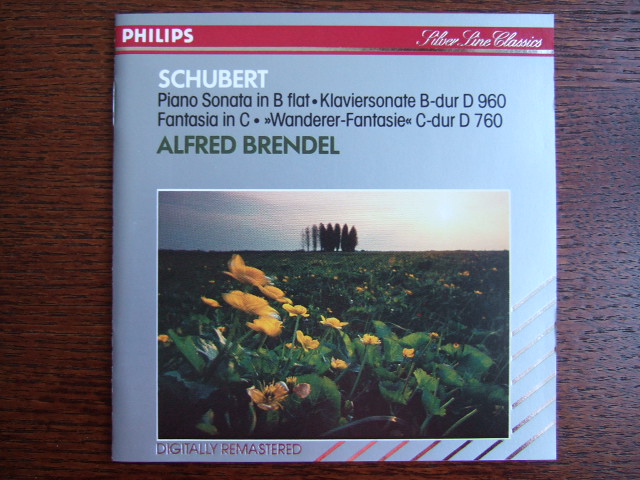 PHILIPS
Silver Line Classics
SCHUBERT
Piano Sonata in B flat • Klaviersonate B-dur D 960
Fantasia in C • »Wanderer-Fantasie« C-dur D 760
ALFRED BRENDEL
DIGITALLY REMASTERED